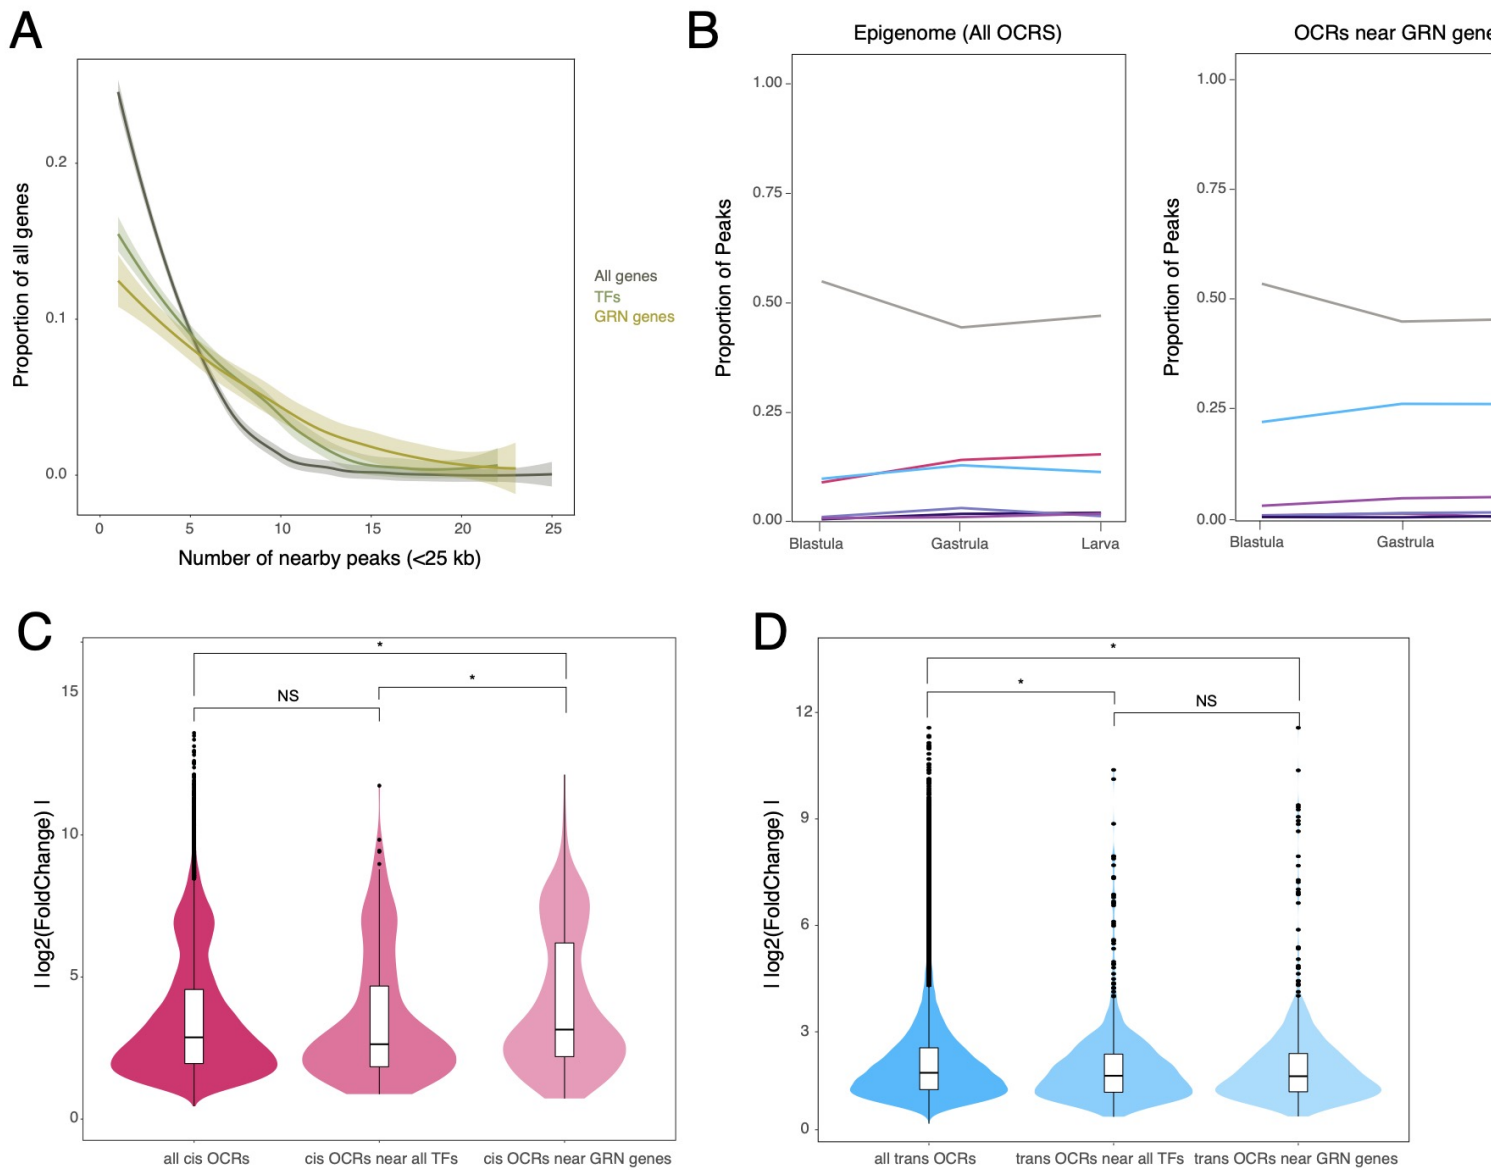 A
0.2
0.1
0.0
Proportion of all genes
0
5
10
15
20
25
Number of nearby peaks (<25 kb)
All genes
TFs
GRN genes
B
Epigenome (All OCRS)
1.00
0.75
0.50
0.25
0.00
Proportion of Peaks
Blastula
Gastrula
Larva
OCRs near GRN gene
1.00
0.75
0.50
0.25
0.00
Proportion of Peaks
Blastula
Gastrula
C
*
*
NS
15
10
5
0
| log2(FoldChange) |
all cis OCRs
cis OCRs near all TFs
cis OCRs near GRN genes
D
*
*
NS
12
9
6
3
0
| log2(FoldChange) |
all trans OCRs
trans OCRs near all TFs
trans OCRs near GRN genes